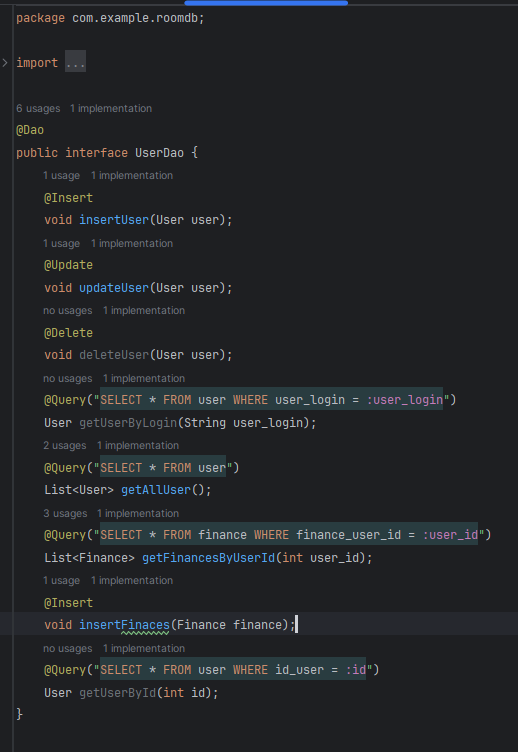 package com.example.roomdb;
import ...
6 usages 1 implementation
@Dao
public interface UserDao {
1 usage 1 implementation
@Insert
void insertUser(User user);
1 usage 1 implementation
@Update
void updateUser(User user);
no usages 1 implementation
@Delete
void deleteUser(User user);
no usages 1 implementation
@Query("SELECT * FROM user WHERE user_login = :user_login")
User getUserByLogin(String user_login);
2 usages 1 implementation
@Query("SELECT * FROM user")
List<User> getAllUser();
3 usages 1 implementation
@Query("SELECT * FROM finance WHERE finance_user_id = :user_id")
List<Finance> getFinancesByUserId(int user_id);
1 usage 1 implementation
@Insert
void insertFinaces(Finance finance);
no usages 1 implementation
@Query("SELECT * FROM user WHERE id_user = :id")
User getUserById(int id);
}